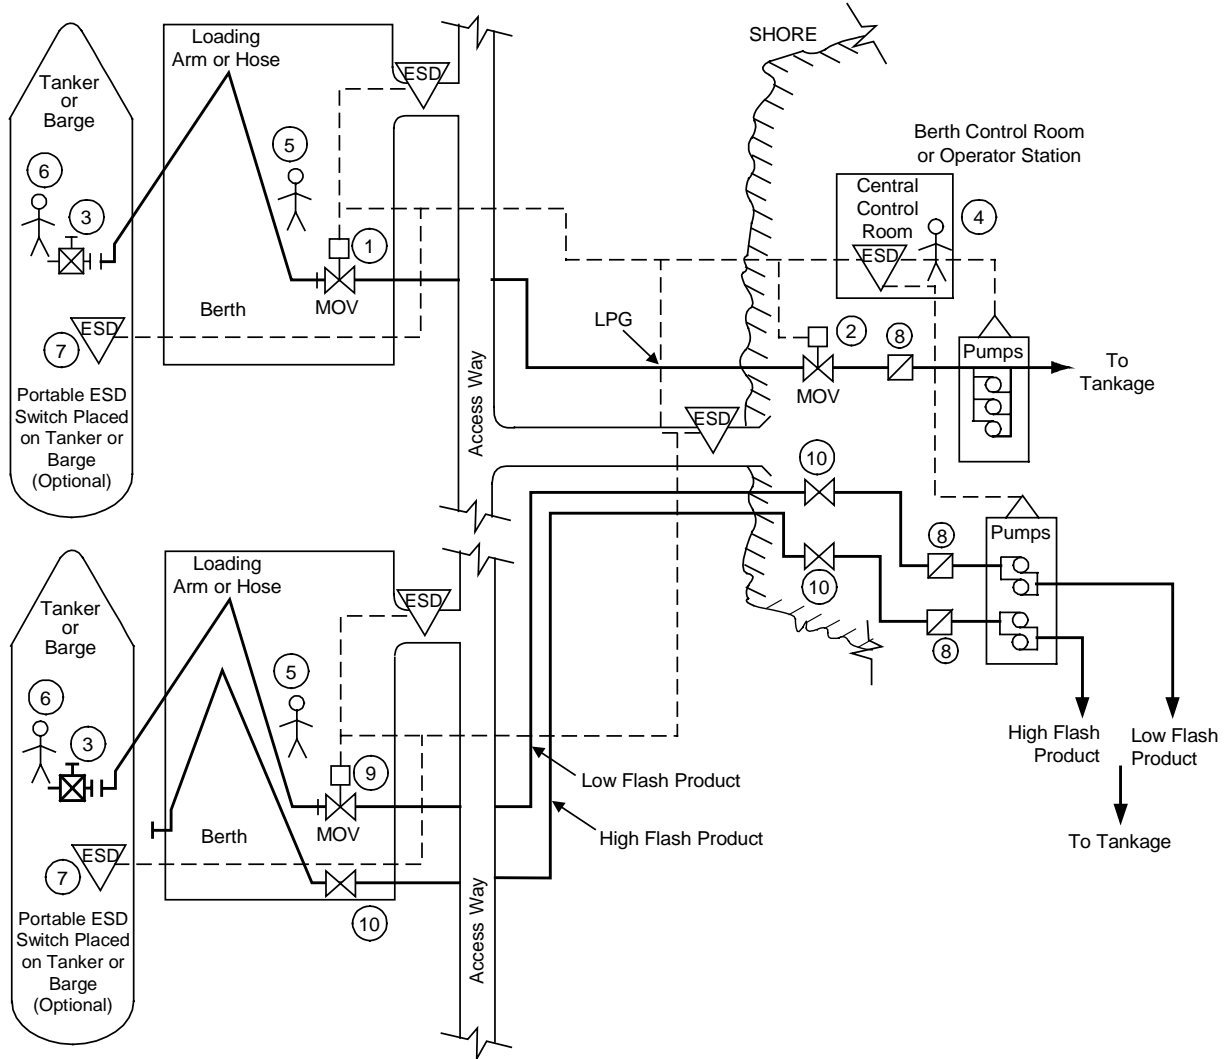 Loading
Arm or Hose
ESD
Tanker
or
Barge
6
3
5
1
MOV
Berth
ESD
7
Portable ESD
Switch Placed
on Tanker or
Barge
(Optional)
Access Way
SHORE
Berth Control Room
or Operator Station
Central
Control
Room
ESD
4
LPG
2
MOV
8
Pumps
To
Tankage
ESD
10
10
8
8
Pumps
High Flash
Product
Low Flash
Product
To Tankage
Loading
Arm or Hose
ESD
Tanker
or
Barge
6
3
5
9
MOV
Berth
10
ESD
7
Portable ESD
Switch Placed
on Tanker or
Barge
(Optional)
Access Way
Low Flash Product
High Flash Product